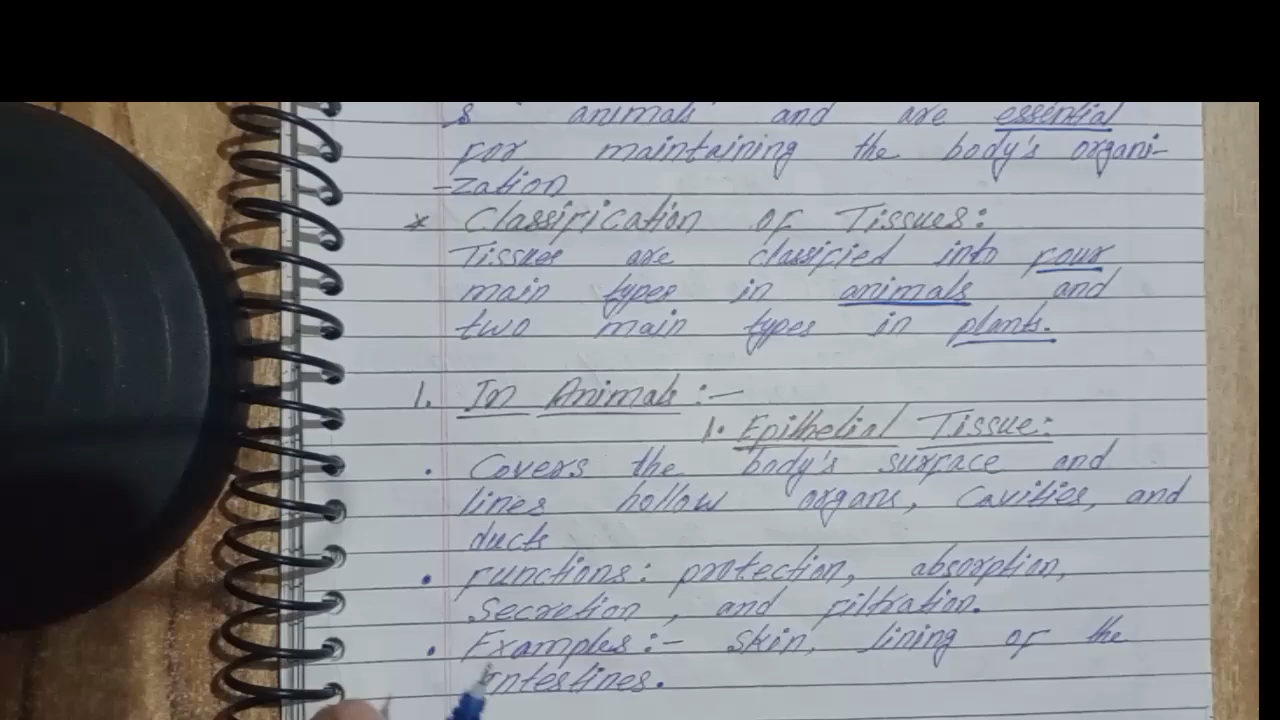 s animals and are essential
for maintaining the body's organi-
-zation
* Classification of Tissues:
Tissues are classified into four
main types in animals and
two main types in plants.
1. In Animals :-
1. Epithelial Tissue:
• Covers the body's surface and
lines hollow organs, cavities, and
ducts
• Functions: protection, absorption,
Secretion, and filtration.
• Examples:- skin, lining of the
intestines.